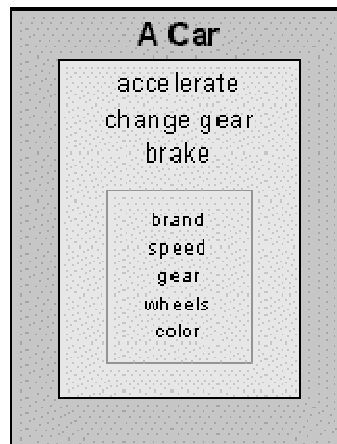 A Car
accelerate
change gear
brake
brand
speed
gear
wheels
color